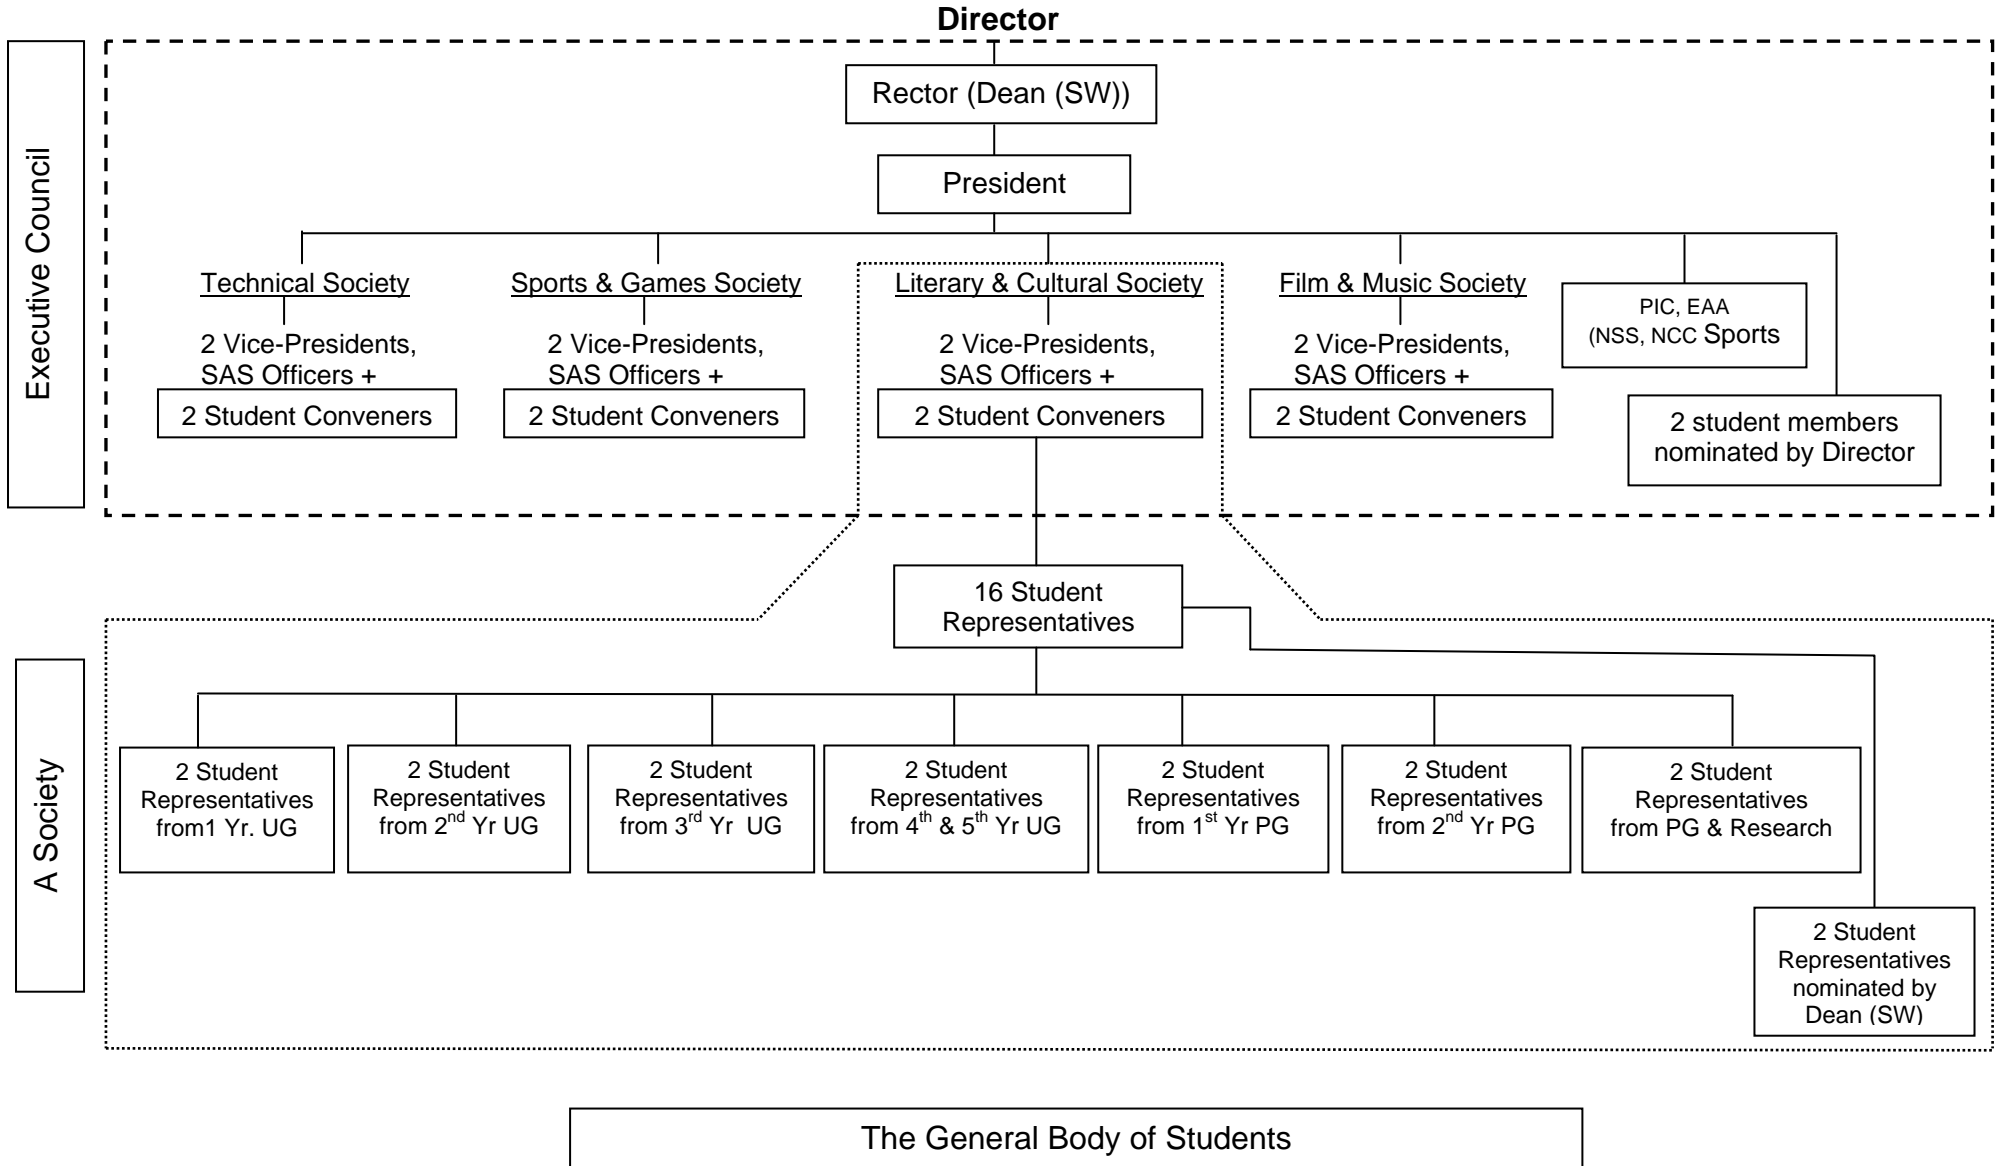 Director
Executive Council
Rector (Dean (SW))
President
Technical Society
2 Vice-Presidents,
SAS Officers +
2 Student Conveners
Sports & Games Society
2 Vice-Presidents,
SAS Officers +
2 Student Conveners
Literary & Cultural Society
2 Vice-Presidents,
SAS Officers +
2 Student Conveners
Film & Music Society
2 Vice-Presidents,
SAS Officers +
2 Student Conveners
PIC, EAA
(NSS, NCC Sports
2 student members
nominated by Director
16 Student
Representatives
A Society
2 Student
Representatives
from1 Yr. UG
2 Student
Representatives
from 2nd Yr UG
2 Student
Representatives
from 3rd Yr  UG
2 Student
Representatives
from 4th & 5th Yr UG
2 Student
Representatives
from 1st Yr PG
2 Student
Representatives
from 2nd Yr PG
2 Student
Representatives
from PG & Research
2 Student
Representatives
nominated by
Dean (SW)
The General Body of Students